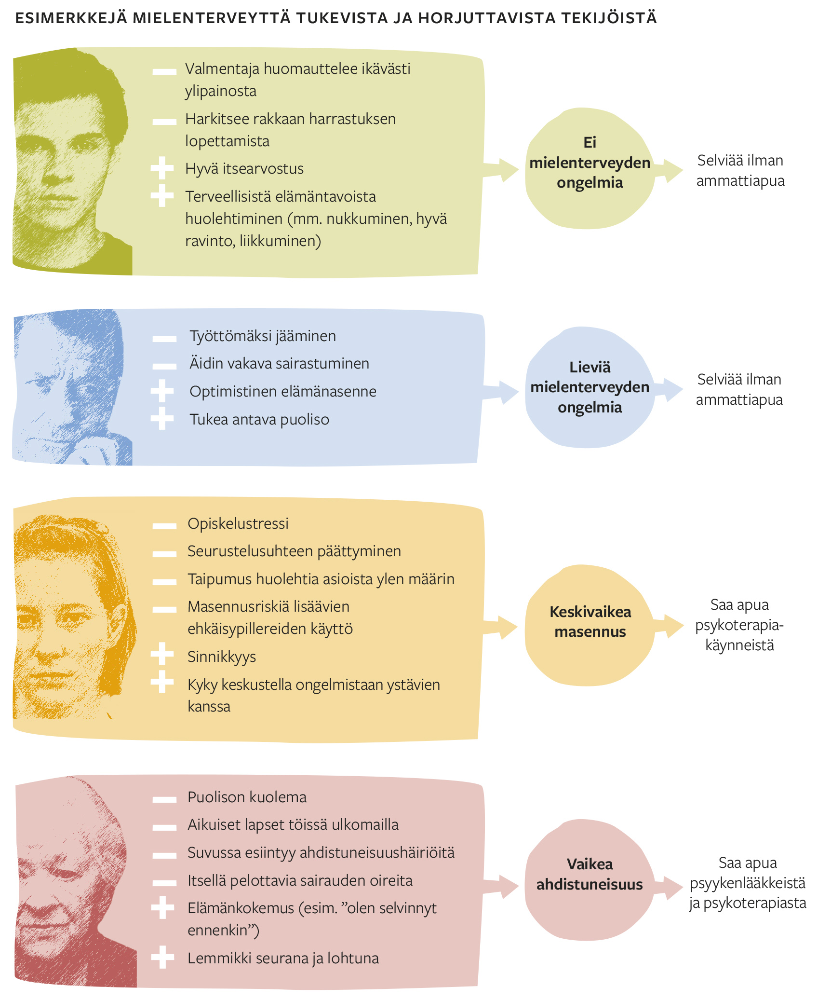 ESIMERKKEJÄ MIELENTERVEYTTÄ TUKEVISTA JA HORJUTTAVISTA TEKIJÖISTÄ
Valmentaja huomauttelee ikävästi
ylipainosta
Harkitsee rakkaan harrastuksen
lopettamista
Hyvä itsearvostus
Terveellisistä elämäntavoista
huolehtiminen (mm. nukkuminen, hyvä
ravinto, liikkuminen)
Ei
mielenterveyden
ongelmia
Selviää ilman
ammattiapua
Työttömäksi jääminen
Äidin vakava sairastuminen
Optimistinen elämänasenne
Tukea antava puoliso
Lieviä
mielenterveyden
ongelmia
Selviää ilman
ammattiapua
Opiskelustressi
Seurustelusuhteen päättyminen
Taipumus huolehtia asioista ylen määrin
Masennusriskiä lisäävien
ehkäisypillereiden käyttö
Sinnikkyys
Kyky keskustella ongelmistaan ystävien
kanssa
Keskivaikea
masennus
Saa apua
psykoterapia-
käynneistä
Puolison kuolema
Aikuiset lapset töissä ulkomailla
Suvussa esiintyy ahdistuneisuushäiriöitä
Itsellä pelottavia sairauden oireita
Elämänkokemus (esim. ”olen selvinnyt
ennenkin”)
Lemmikki seurana ja lohtuna
Vaikea
ahdistuneisuus
Saa apua
psyykenlääkkeistä
ja psykoterapiasta